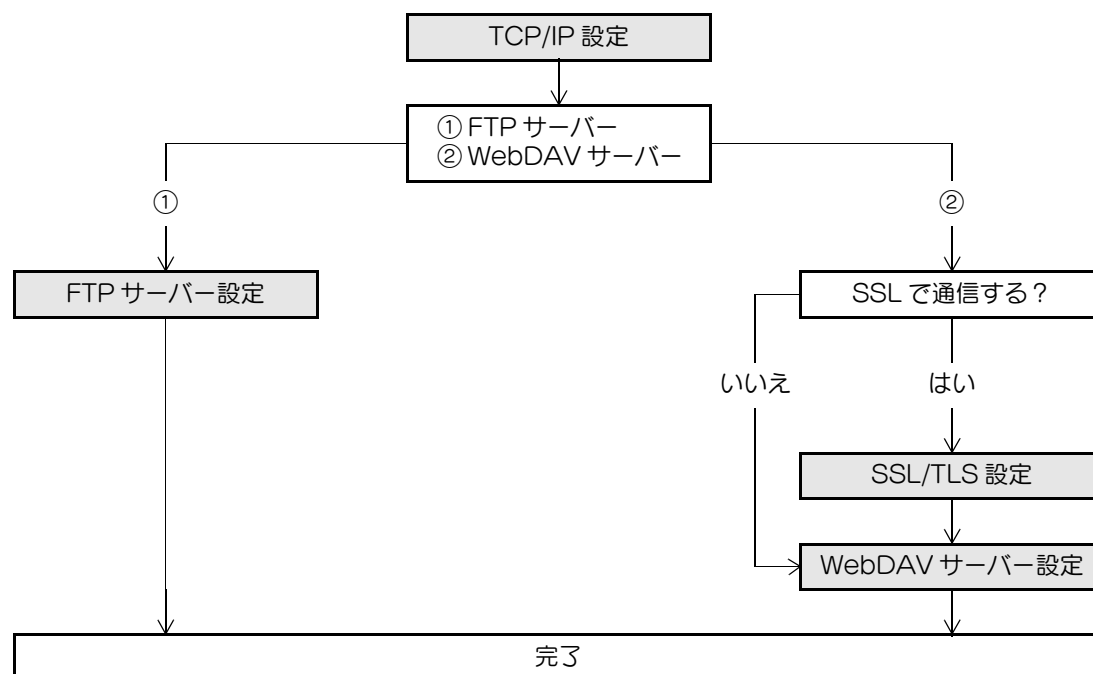 TCP/IP 設定
① FTP サーバー
② WebDAV サーバー
①
②
FTP サーバー設定
SSL で通信する？
いいえ
はい
SSL/TLS 設定
WebDAV サーバー設定
完了